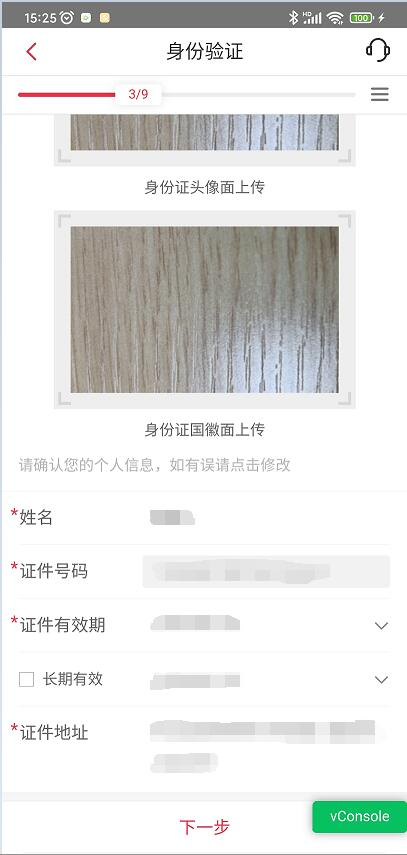 15:25
HD
100
身份验证
3/9
身份证头像面上传
身份证国徽面上传
请确认您的个人信息，如有误请点击修改
*姓名
*证件号码
*证件有效期
长期有效
*证件地址
下一步
vConsole